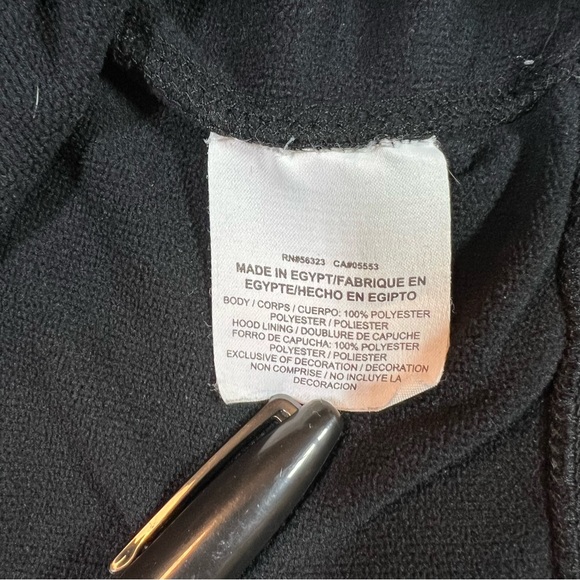 RN#56323 CA#05553
MADE IN EGYPT/FABRIQUE EN
EGYPTE/HECHO EN EGIPTO
BODY / CORPS / CUERPO: 100% POLYESTER
POLYESTER / POLIESTER
HOOD LINING / DOUBLURE DE CAPUCHE
FORRO DE CAPUCHA: 100% POLYESTER
POLYESTER / POLIESTER
EXCLUSIVE OF DECORATION / DECORATION
NON COMPRISE / NO INCLUYE LA
DECORACION